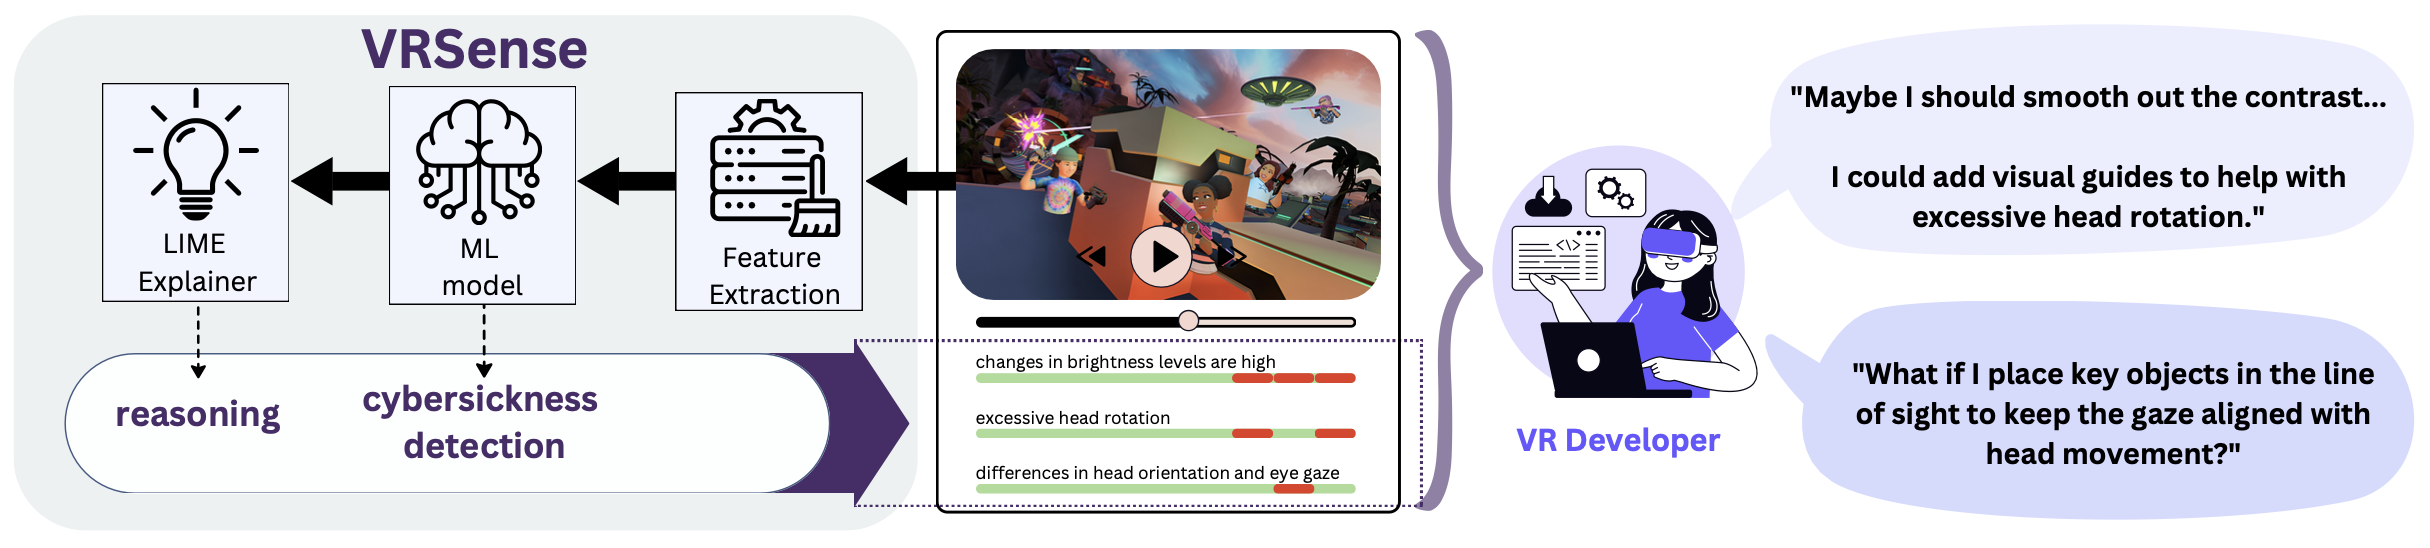 VRSense
LIME
Explainer
ML
model
Feature
Extraction
reasoning
cybersickness
detection
changes in brightness levels are high
excessive head rotation
differences in head orientation and eye gaze
</>
VR Developer
"Maybe I should smooth out the contrast...
I could add visual guides to help with
excessive head rotation."
"What if I place key objects in the line
of sight to keep the gaze aligned with
head movement?"